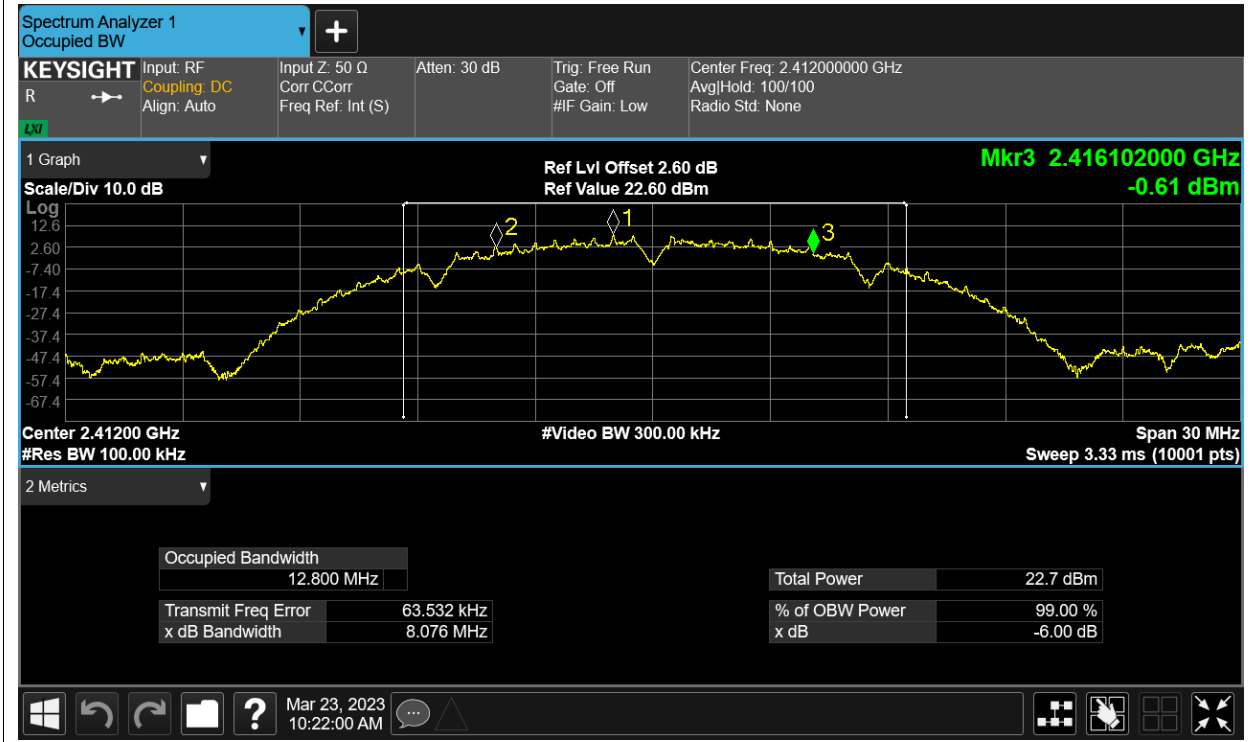 Spectrum Analyzer 1
Occupied BW
KEYSIGHT
R
LXI
Input: RF
Coupling: DC
Align: Auto
Input Z: 50 Ω
Corr CCorr
Freq Ref: Int (S)
Atten: 30 dB
Trig: Free Run
Gate: Off
#IF Gain: Low
Center Freq: 2.412000000 GHz
Avg|Hold: 100/100
Radio Std: None
1 Graph
Scale/Div 10.0 dB
Ref Lvl Offset 2.60 dB
Ref Value 22.60 dBm
Mkr3 2.416102000 GHz
-0.61 dBm
Log
12.6
2.60
-7.40
-17.4
-27.4
-37.4
-47.4
-57.4
-67.4
2
1
3
Center 2.41200 GHz
#Video BW 300.00 kHz
Span 30 MHz
#Res BW 100.00 kHz
Sweep 3.33 ms (10001 pts)
2 Metrics
Occupied Bandwidth
12.800 MHz
Transmit Freq Error 63.532 kHz
x dB Bandwidth 8.076 MHz
Total Power 22.7 dBm
% of OBW Power 99.00 %
x dB -6.00 dB
?
Mar 23, 2023
10:22:00 AM